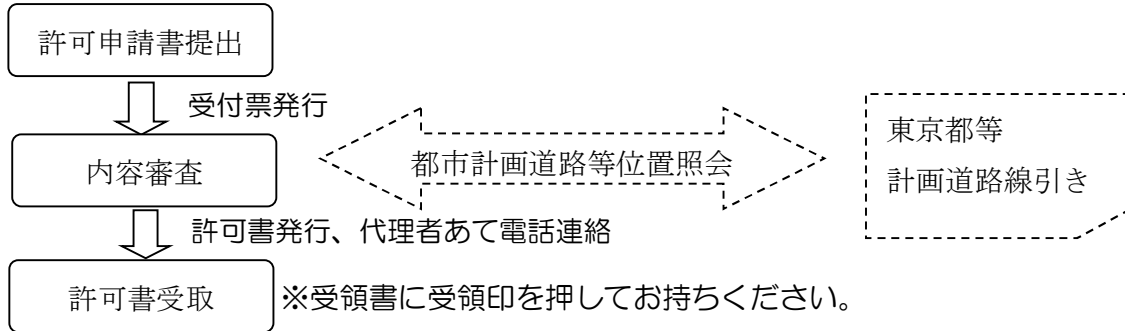 許可申請書提出
受付票発行
内容審査
都市計画道路等位置照会
東京都等
計画道路線引き
許可書発行、代理者あて電話連絡
許可書受取
※受領書に受領印を押してお持ちください。